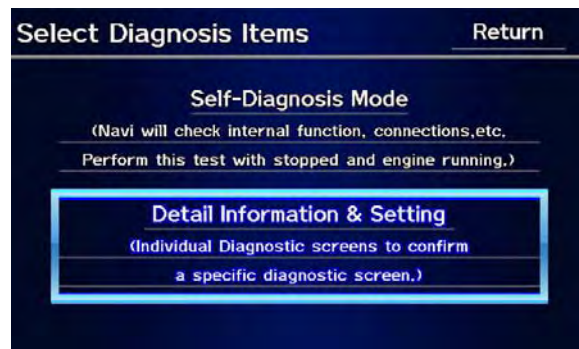 Select Diagnosis Items
Return
Self-Diagnosis Mode
(Navi will check internal function, connections,etc.
Perform this test with stopped and engine running.)
Detail Information & Setting
(Individual Diagnostic screens to confirm
a specific diagnostic screen.)